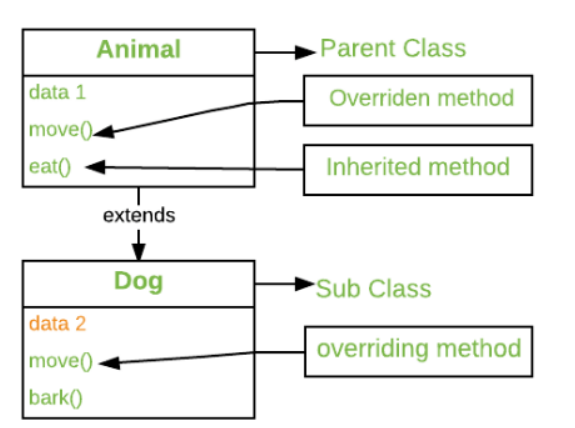 Animal
Parent Class
data 1
Overriden method
move()
eat()
Inherited method
extends
Dog
Sub Class
data 2
move()
overriding method
bark()